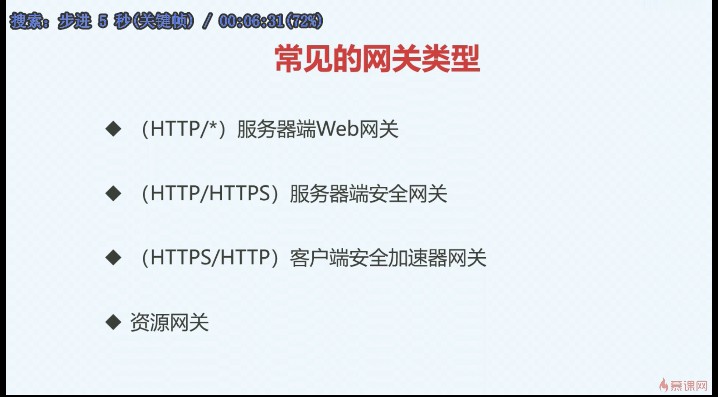 搜索: 步进 5 秒(关键帧) / 00:06:31(72%)
常见的网关类型
◆ （HTTP/*）服务器端Web网关
◆ （HTTP/HTTPS）服务器端安全网关
◆ （HTTPS/HTTP）客户端安全加速器网关
◆ 资源网关
慕课网